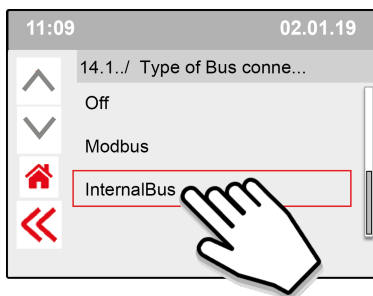 11:09 02.01.19
14.1../ Type of Bus conne...
Off
Modbus
InternalBus